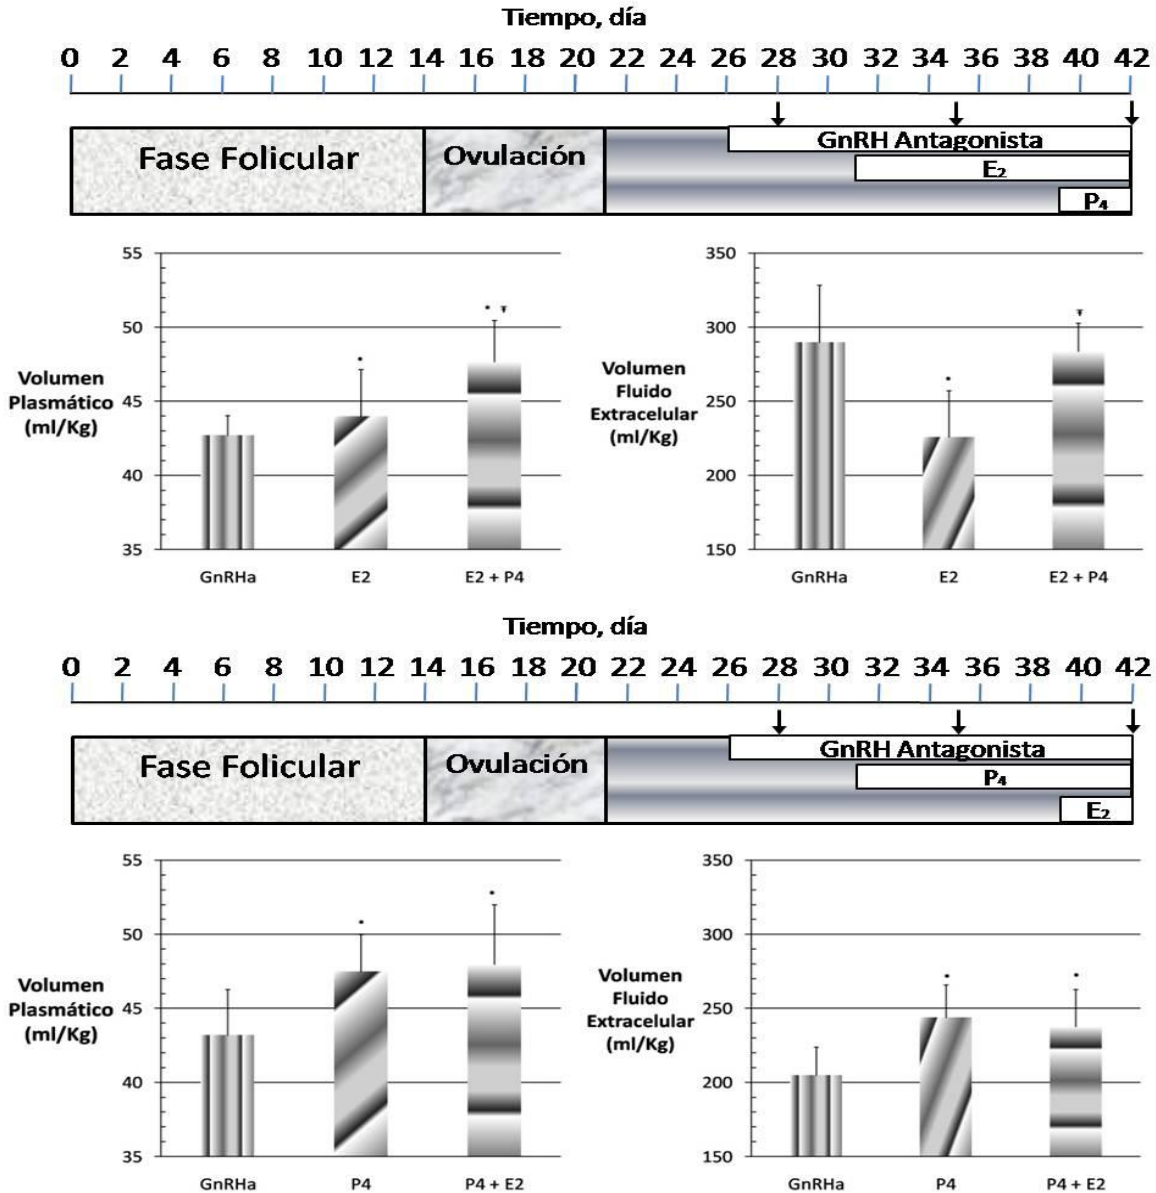 Tiempo, día
0 2 4 6 8 10 12 14 16 18 20 22 24 26 28 30 32 34 36 38 40 42
Fase Folicular
Ovulación
GnRH Antagonista
E₂
P₄
55
50
45
40
35
Volumen
Plasmático
(ml/Kg)
* ŧ
*
GnRHa E2 E2 + P4
350
300
250
200
150
Volumen
Fluido
Extracelular
(ml/Kg)
*
ŧ
GnRHa E2 E2 + P4
Tiempo, día
0 2 4 6 8 10 12 14 16 18 20 22 24 26 28 30 32 34 36 38 40 42
Fase Folicular
Ovulación
GnRH Antagonista
P₄
E₂
55
50
45
40
35
Volumen
Plasmático
(ml/Kg)
*
*
GnRHa P4 P4 + E2
350
300
250
200
150
Volumen
Fluido
Extracelular
(ml/Kg)
*
*
GnRHa P4 P4 + E2